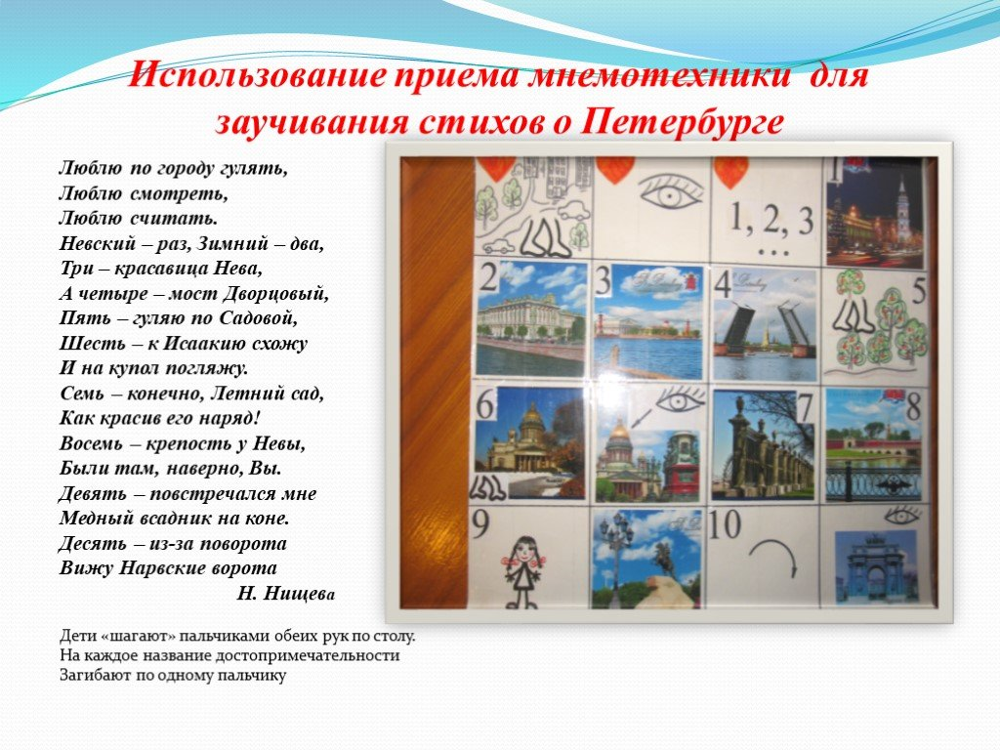 Использование приема мнемотехники для
заучивания стихов о Петербурге
Люблю по городу гулять,
Люблю смотреть,
Люблю считать.
Невский – раз, Зимний – два,
Три – красавица Нева,
А четыре – мост Дворцовый,
Пять – гуляю по Садовой,
Шесть – к Исаакию схожу
И на купол погляжу.
Семь – конечно, Летний сад,
Как красив его наряд!
Восемь – крепость у Невы,
Были там, наверно, Вы.
Девять – повстречался мне
Медный всадник на коне.
Десять – из-за поворота
Вижу Нарвские ворота
Н. Нищева
Дети «шагают» пальчиками обеих рук по столу.
На каждое название достопримечательности
Загибают по одному пальчику
1, 2, 3
...
1
2
3
4
5
6
7
8
9
10